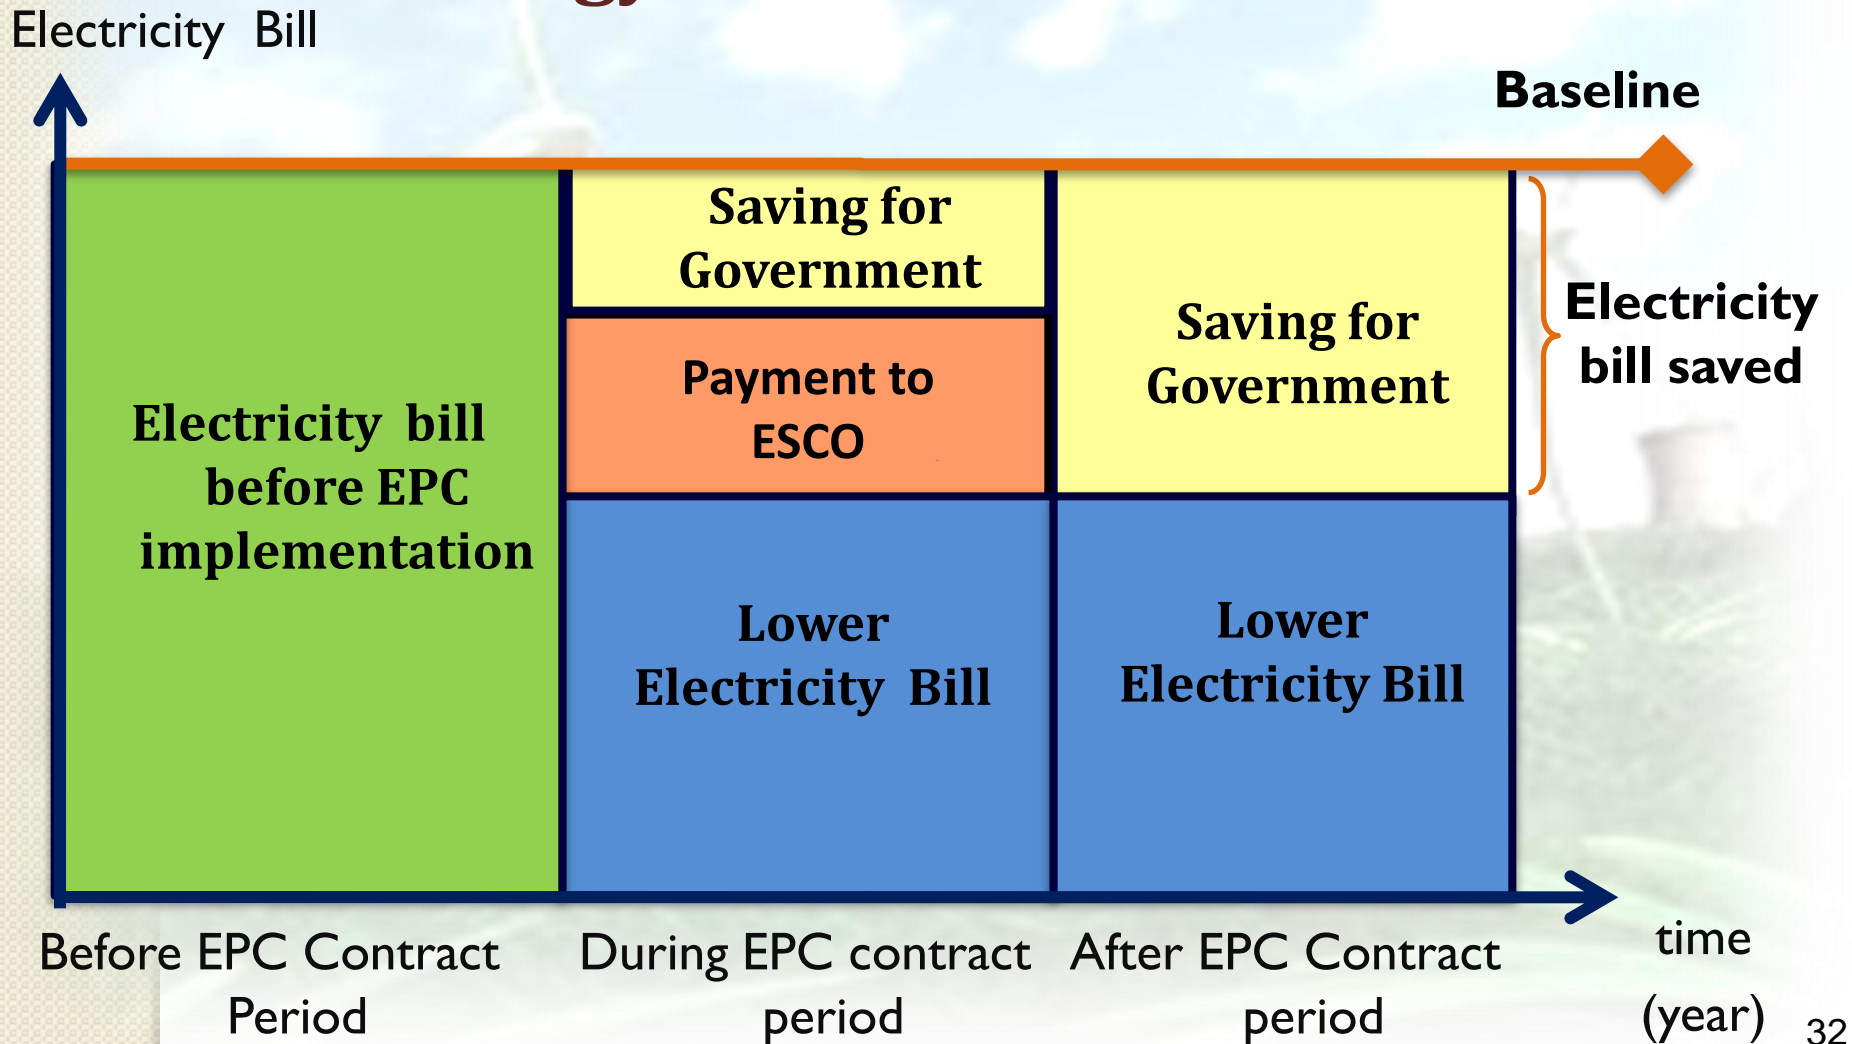 Electricity Bill
Baseline
Saving for
Government
Payment to
ESCO
Electricity bill
before EPC
implementation
Saving for
Government
Electricity
bill saved
Lower
Electricity Bill
Lower
Electricity Bill
Before EPC Contract
Period
During EPC contract
period
After EPC Contract
period
time
(year)
32